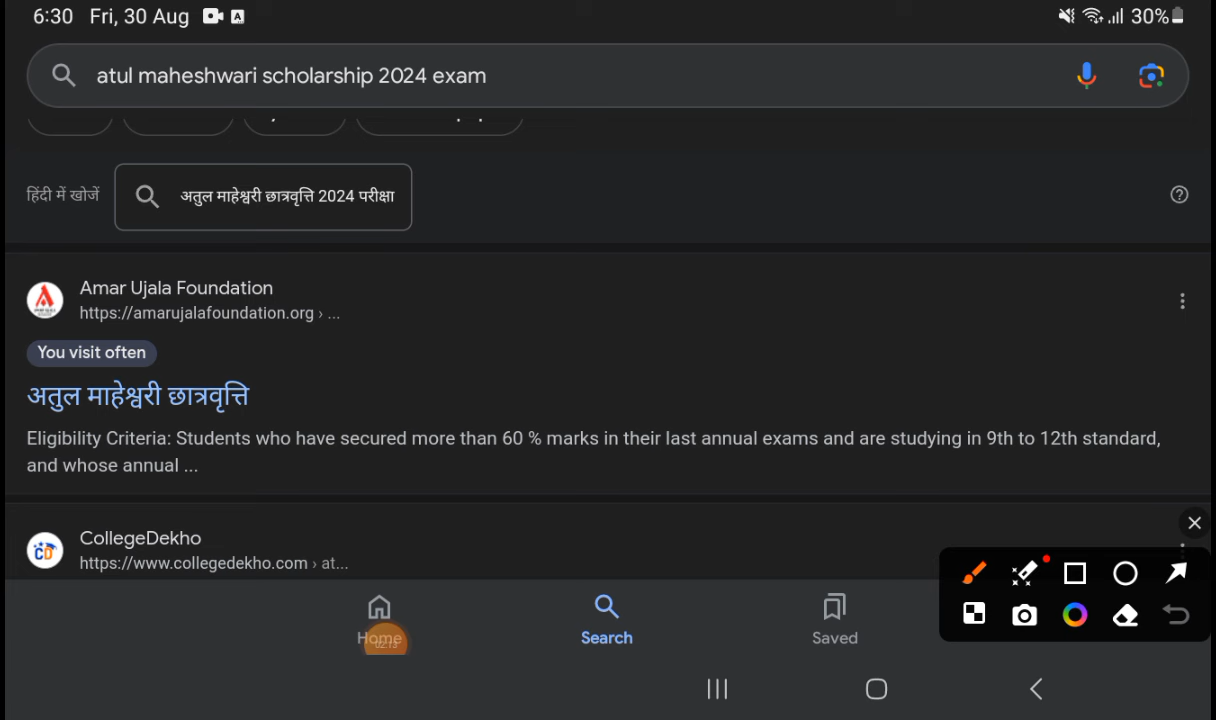 6:30 Fri, 30 Aug A 30%
atul maheshwari scholarship 2024 exam
हिंदी में खोजें अतुल माहेश्वरी छात्रवृत्ति 2024 परीक्षा
Amar Ujala Foundation
https://amarujalafoundation.org › ...
You visit often
अतुल माहेश्वरी छात्रवृत्ति
Eligibility Criteria: Students who have secured more than 60 % marks in their last annual exams and are studying in 9th to 12th standard,
and whose annual ...
CollegeDekho
https://www.collegedekho.com › at...
Home Search Saved